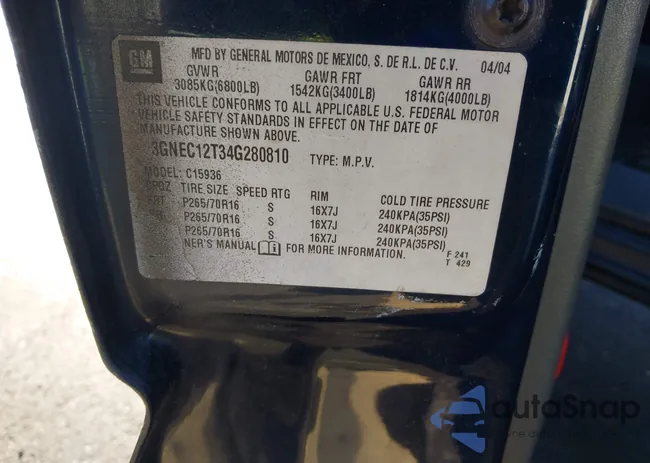 GM
MFD BY GENERAL MOTORS DE MEXICO, S. DE R.L. DE C.V. 04/04
GVWR GAWR FRT GAWR RR
3085KG(6800LB) 1542KG(3400LB) 1814KG(4000LB)
THIS VEHICLE CONFORMS TO ALL APPLICABLE U.S. FEDERAL MOTOR
VEHICLE SAFETY STANDARDS IN EFFECT ON THE DATE OF
MANUFACTURE SHOWN ABOVE.
3GNEC12T34G280810 TYPE: M.P.V.
MODEL: C15936
TIRE SIZE SPEED RTG RIM COLD TIRE PRESSURE
P265/70R16 S 16X7J 240KPA(35PSI)
P265/70R16 S 16X7J 240KPA(35PSI)
P265/70R16 S 16X7J 240KPA(35PSI)
NER'S MANUAL FOR MORE INFORMATION.
F 241
T 429
autoSnap